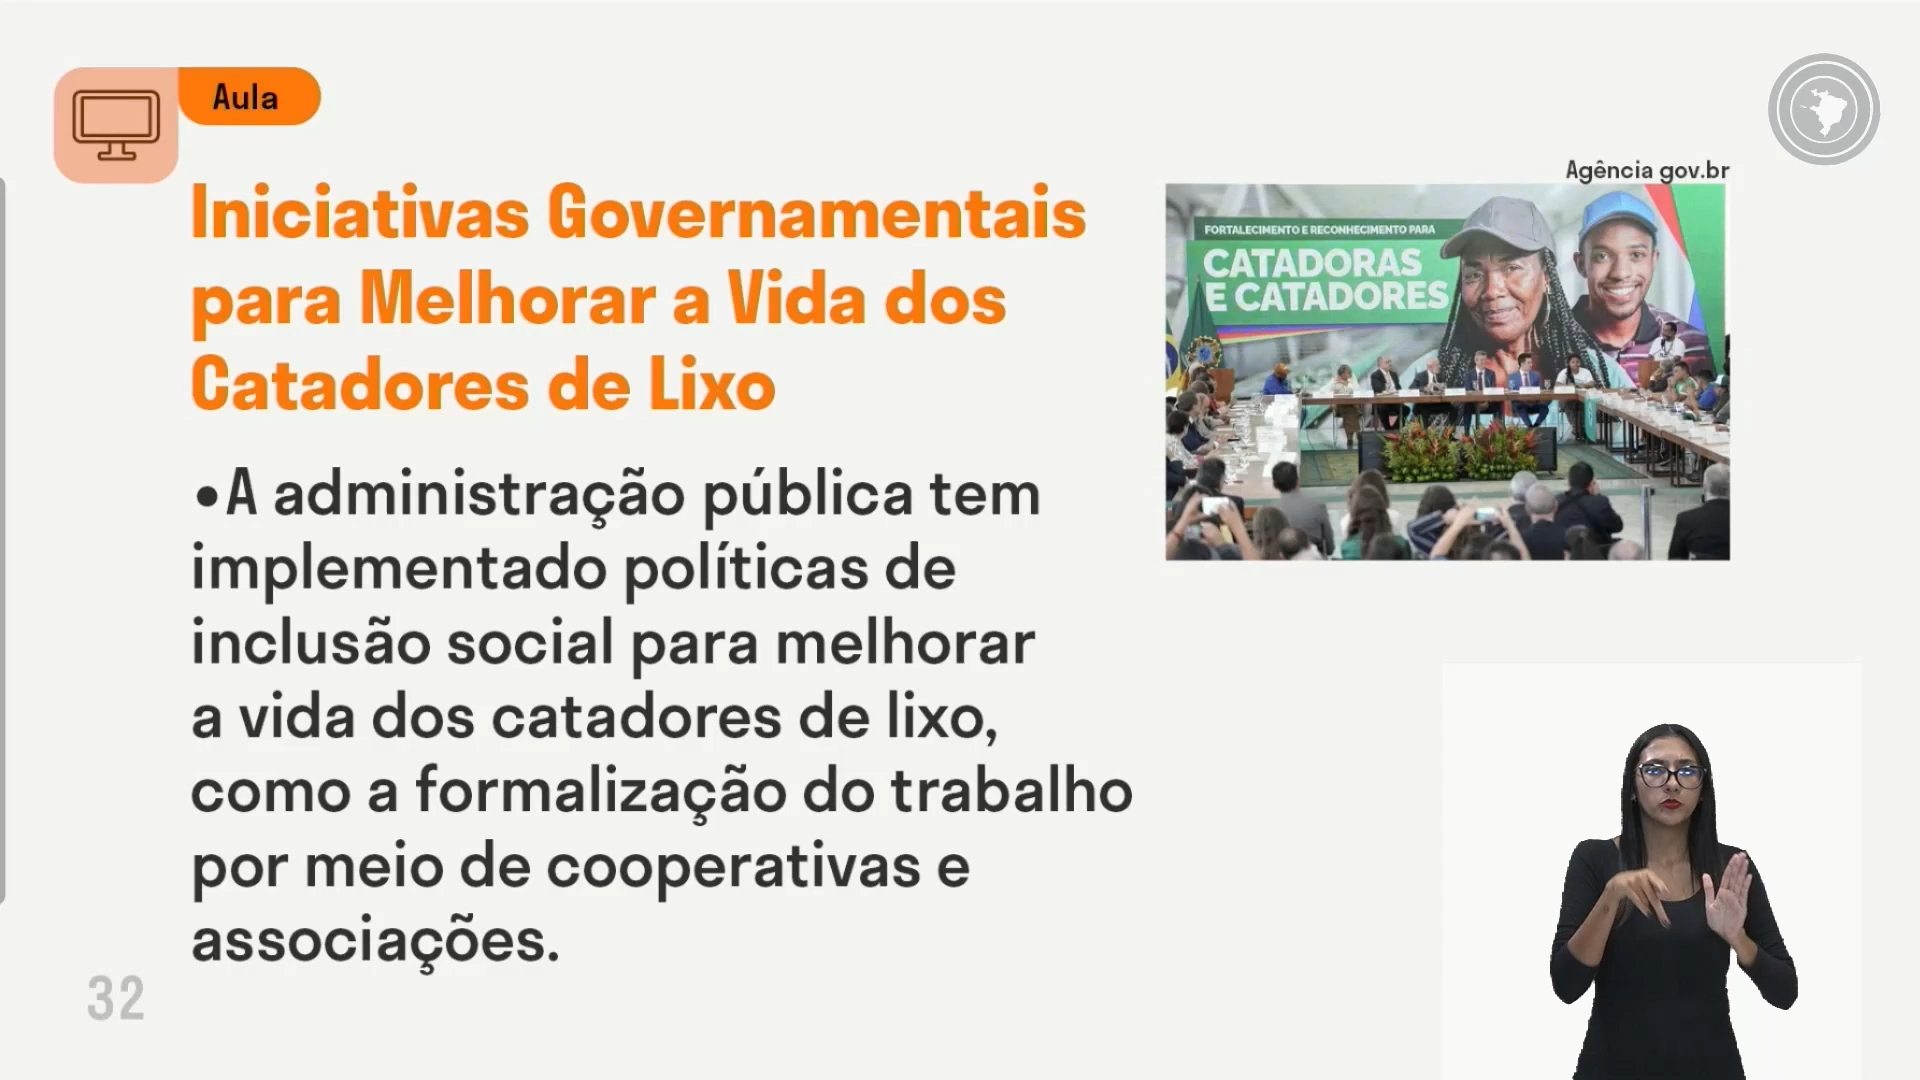 Aula
Agência gov.br
Iniciativas Governamentais
para Melhorar a Vida dos
Catadores de Lixo
FORTALECIMENTO E RECONHECIMENTO PARA
CATADORAS
E CATADORES
•A administração pública tem
implementado políticas de
inclusão social para melhorar
a vida dos catadores de lixo,
como a formalização do trabalho
por meio de cooperativas e
associações.
32